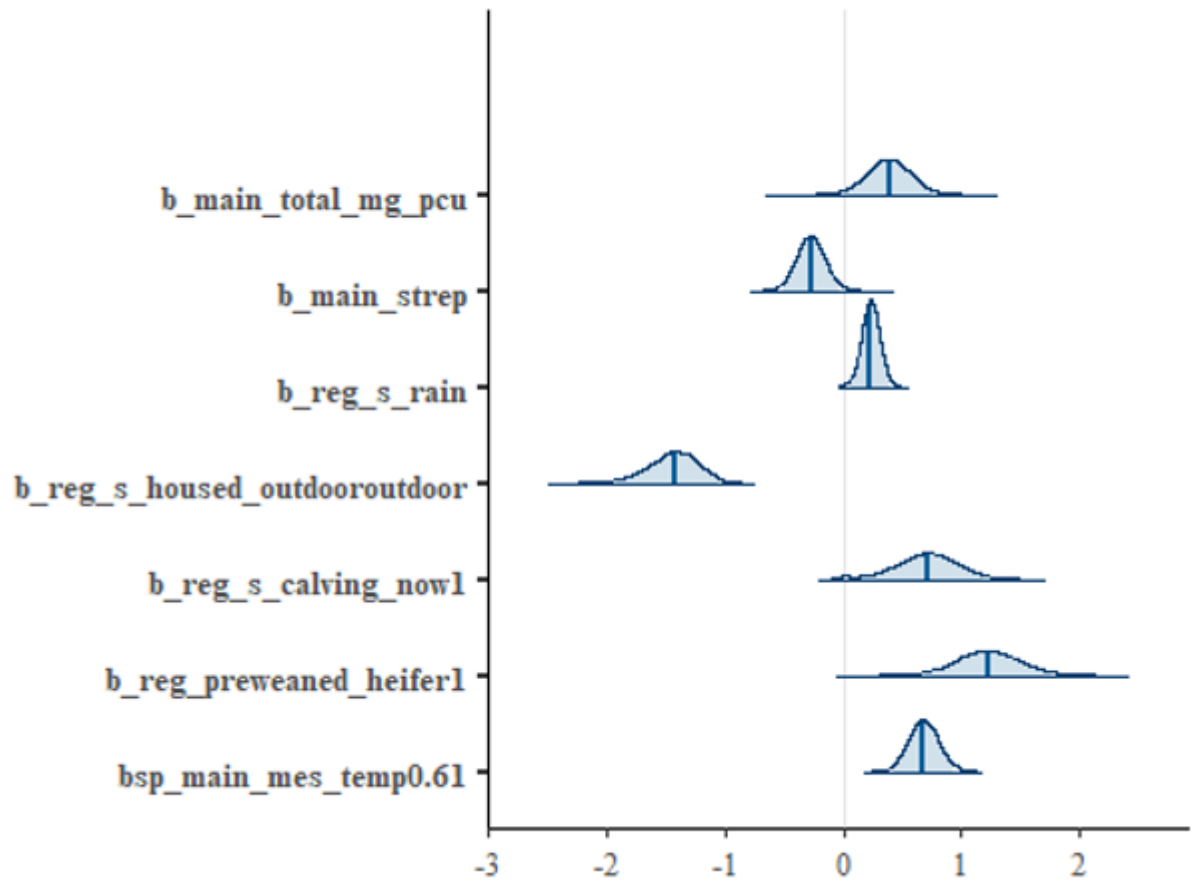 b_main_total_mg_pcu
b_main_strep
b_reg_s_rain
b_reg_s_housed_outdooroutdoor
b_reg_s_calving_now1
b_reg_preweaned_heifer1
bsp_main_mes_temp0.61
-3 -2 -1 0 1 2